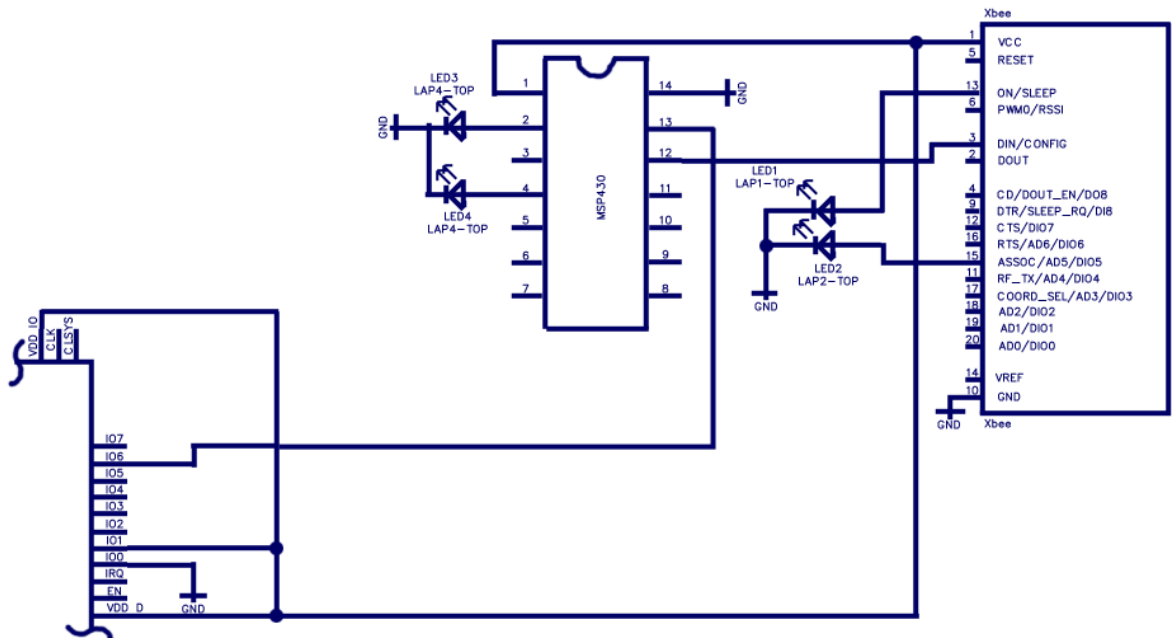 Xbee
1 VCC
5 RESET
13 ON/SLEEP
6 PWM0/RSSI
3 DIN/CONFIG
2 DOUT
4 CD/DOUT_EN/DO8
9 DTR/SLEEP_RQ/DI8
12 CTS/DIO7
16 RTS/AD6/DIO6
15 ASSOC/AD5/DIO5
11 RF_TX/AD4/DIO4
17 COORD_SEL/AD3/DIO3
18 AD2/DIO2
19 AD1/DIO1
20 AD0/DIO0
14 VREF
10 GND
GND
Xbee
LED3
LAP4-TOP
GND
LED4
LAP4-TOP
1
2
3
4
5
6
7
MSP430
14
13
12
11
10
9
8
GND
LED1
LAP1-TOP
LED2
LAP2-TOP
GND
VDD IO
CLK
CLSYS
IO7
IO6
IO5
IO4
IO3
IO2
IO1
IO0
IRQ
EN
VDD D
GND